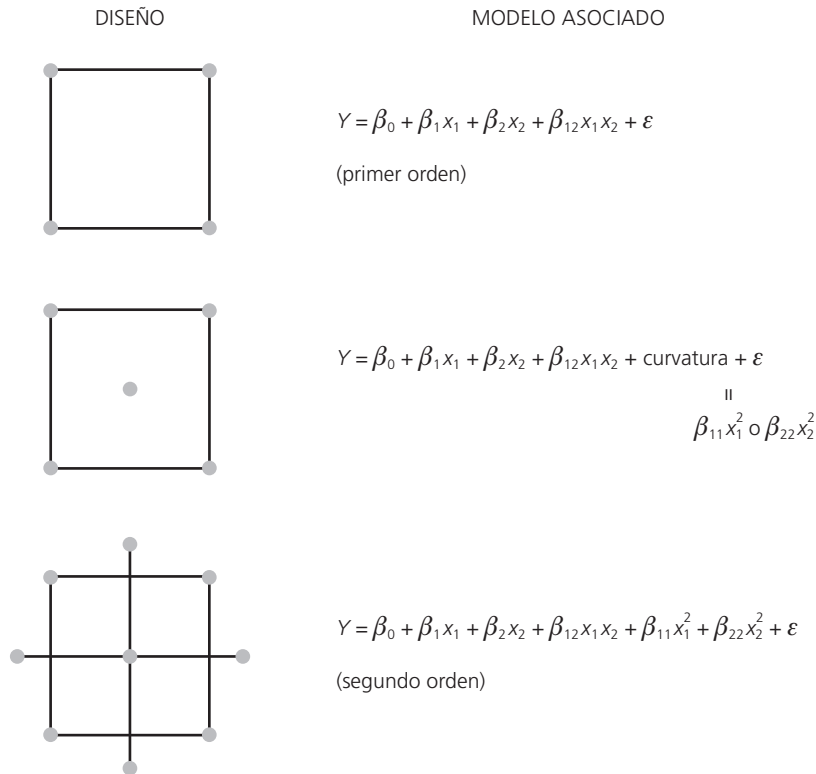 DISEÑO MODELO ASOCIADO
Y = β₀ + β₁x₁ + β₂x₂ + β₁₂x₁x₂ + ε
(primer orden)
Y = β₀ + β₁x₁ + β₂x₂ + β₁₂x₁x₂ + curvatura + ε
=
β₁₁x₁² o β₂₂x₂²
Y = β₀ + β₁x₁ + β₂x₂ + β₁₂x₁x₂ + β₁₁x₁² + β₂₂x₂² + ε
(segundo orden)